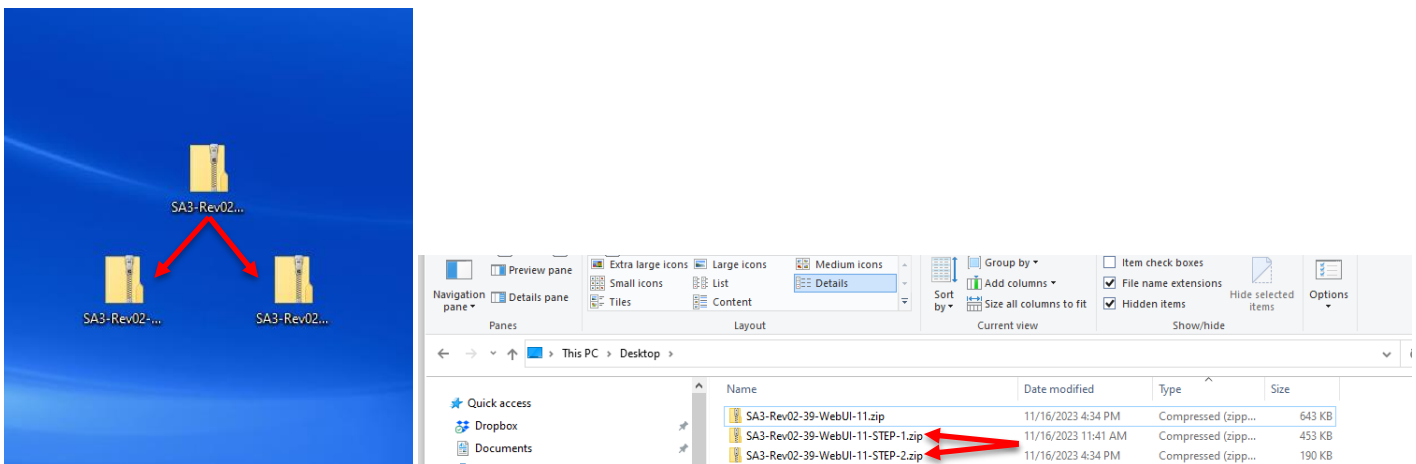 SA3-Rev02...
SA3-Rev02-...
SA3-Rev02...
Preview pane
Extra large icons
Large icons
Medium icons
Group by
Item check boxes
Navigation pane
Details pane
Small icons
List
Details
Sort by
Add columns
File name extensions
Hide selected items
Options
Tiles
Content
Size all columns to fit
Hidden items
Panes
Layout
Current view
Show/hide
This PC > Desktop >
Name
Date modified
Type
Size
Quick access
SA3-Rev02-39-WebUI-11.zip 11/16/2023 4:34 PM Compressed (zipp... 643 KB
Dropbox
SA3-Rev02-39-WebUI-11-STEP-1.zip 11/16/2023 11:41 AM Compressed (zipp... 453 KB
Documents
SA3-Rev02-39-WebUI-11-STEP-2.zip 11/16/2023 4:34 PM Compressed (zipp... 190 KB